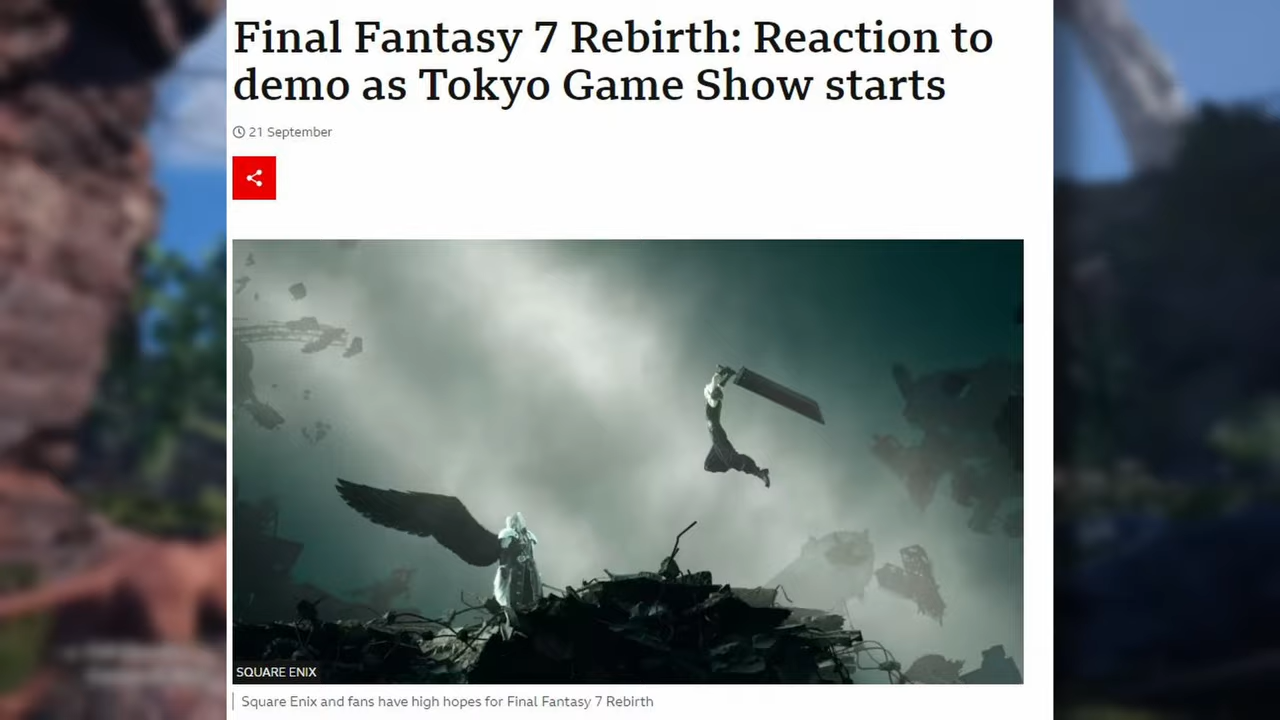 Final Fantasy 7 Rebirth: Reaction to
demo as Tokyo Game Show starts
21 September
SQUARE ENIX
Square Enix and fans have high hopes for Final Fantasy 7 Rebirth